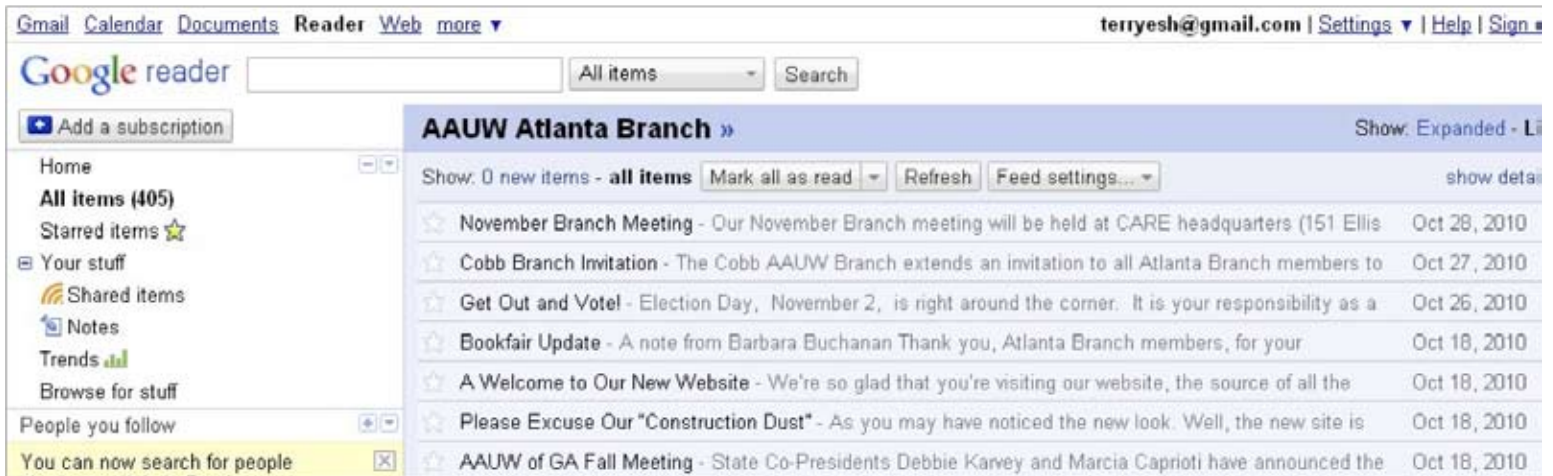 Gmail Calendar Documents Reader Web more ▼ terryesh@gmail.com | Settings ▼ | Help | Sign
Google reader All items Search
Add a subscription
Home
All items (405)
Starred items
Your stuff
Shared items
Notes
Trends
Browse for stuff
People you follow
You can now search for people
AAUW Atlanta Branch » Show: Expanded -
Show: 0 new items - all items Mark all as read Refresh Feed settings... show
November Branch Meeting - Our November Branch meeting will be held at CARE headquarters (151 Ellis Oct 28, 2010
Cobb Branch Invitation - The Cobb AAUW Branch extends an invitation to all Atlanta Branch members to Oct 27, 2010
Get Out and Vote! - Election Day, November 2, is right around the corner. It is your responsibility as a Oct 26, 2010
Bookfair Update - A note from Barbara Buchanan Thank you, Atlanta Branch members, for your Oct 18, 2010
A Welcome to Our New Website - We're so glad that you're visiting our website, the source of all the Oct 18, 2010
Please Excuse Our "Construction Dust" - As you may have noticed the new look. Well, the new site is Oct 18, 2010
AAUW of GA Fall Meeting - State Co-Presidents Debbie Karvey and Marcia Caprioti have announced the Oct 18, 2010